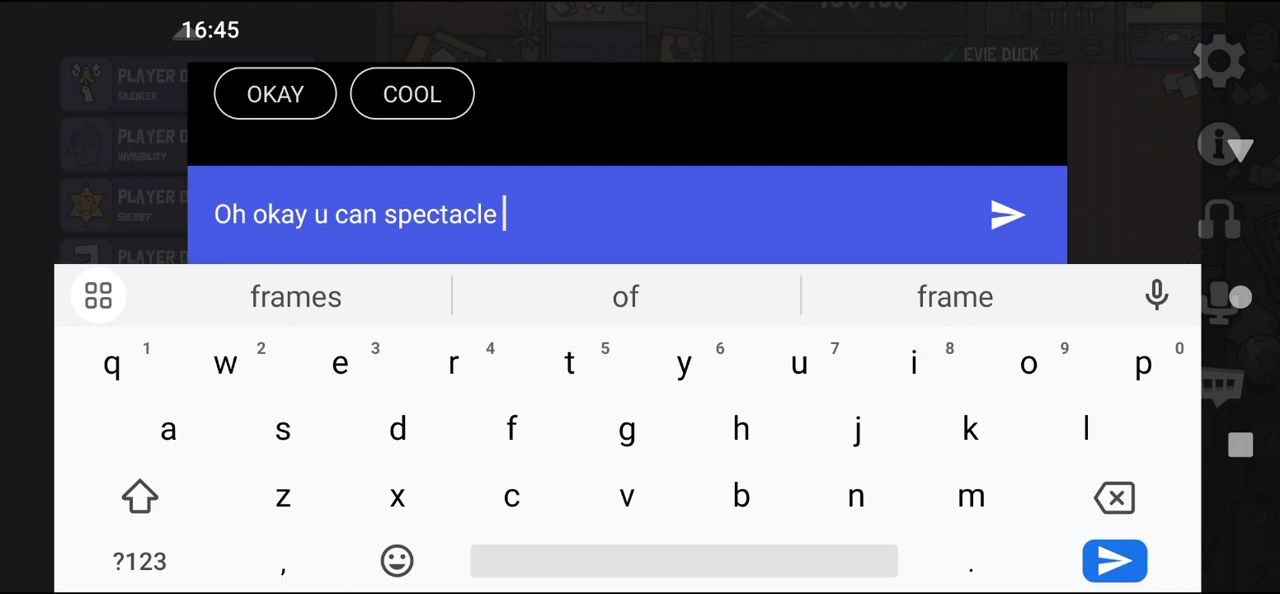 16:45
EVIE DUCK
PLAYER D
SILENCER
PLAYER D
INVISIBILITY
PLAYER D
SHERIFF
PLAYER D
OKAY COOL
Oh okay u can spectacle
frames of frame
q 1 w 2 e 3 r 4 t 5 y 6 u 7 i 8 o 9 p 0
a s d f g h j k l
z x c v b n m
?123 , .